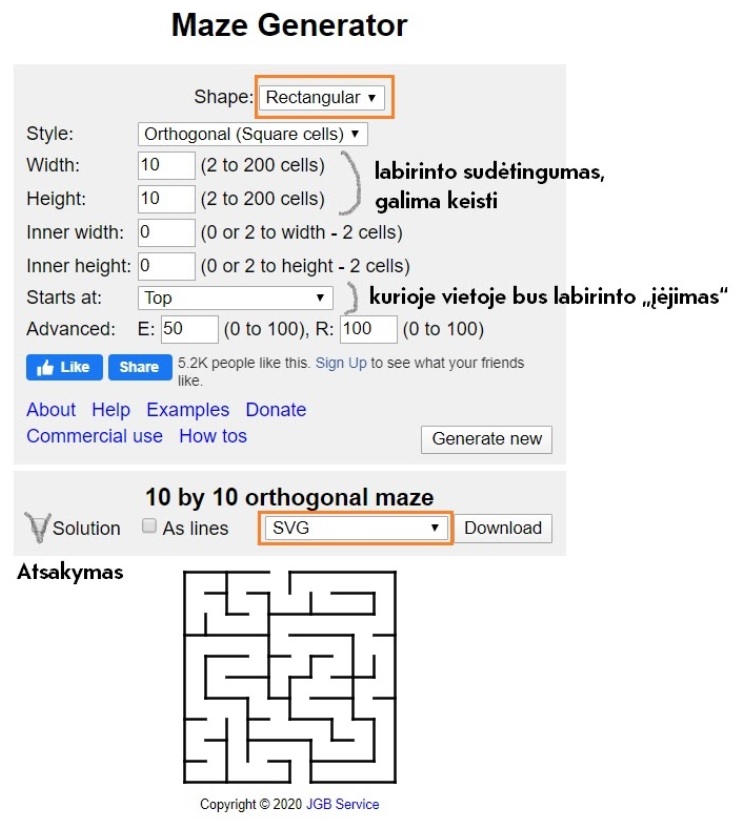 Maze Generator
Shape: Rectangular
Style: Orthogonal (Square cells)
Width: 10 (2 to 200 cells)
labirinto sudėtingumas,
Height: 10 (2 to 200 cells)
galima keisti
Inner width: 0 (0 or 2 to width - 2 cells)
Inner height: 0 (0 or 2 to height - 2 cells)
Starts at: Top
kurioje vietoje bus labirinto „įėjimas“
Advanced: E: 50 (0 to 100), R: 100 (0 to 100)
Like Share 5.2K people like this. Sign Up to see what your friends
like.
About Help Examples Donate
Commercial use How tos
Generate new
10 by 10 orthogonal maze
Solution As lines SVG Download
Atsakymas
Copyright © 2020 JGB Service